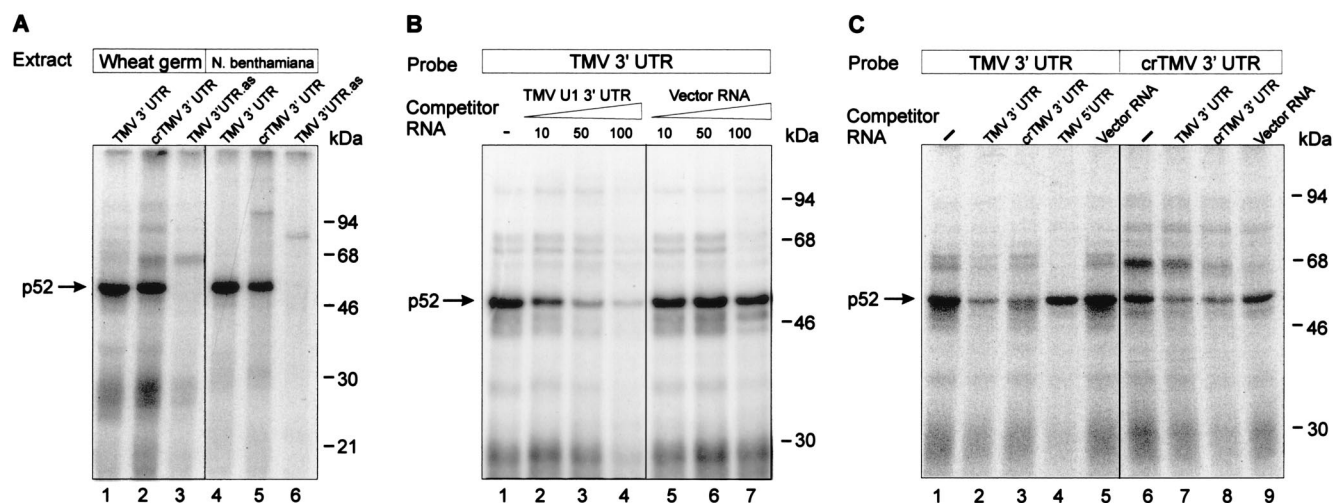 A
Extract
Wheat germ
N. benthamiana
TMV 3' UTR
crTMV 3' UTR
TMV 3'UTR.as
TMV 3' UTR
crTMV 3' UTR
TMV 3'UTR.as
kDa
-94
-68
p52
-46
-30
-21
1 2 3 4 5 6
B
Probe
TMV 3' UTR
Competitor RNA
TMV U1 3' UTR
Vector RNA
- 10 50 100 10 50 100
kDa
-94
-68
p52
-46
-30
1 2 3 4 5 6 7
C
Probe
TMV 3' UTR
crTMV 3' UTR
Competitor RNA
-
TMV 3' UTR
crTMV 3' UTR
TMV 5'UTR
Vector RNA
-
TMV 3' UTR
crTMV 3' UTR
Vector RNA
kDa
-94
-68
p52
-46
-30
1 2 3 4 5 6 7 8 9